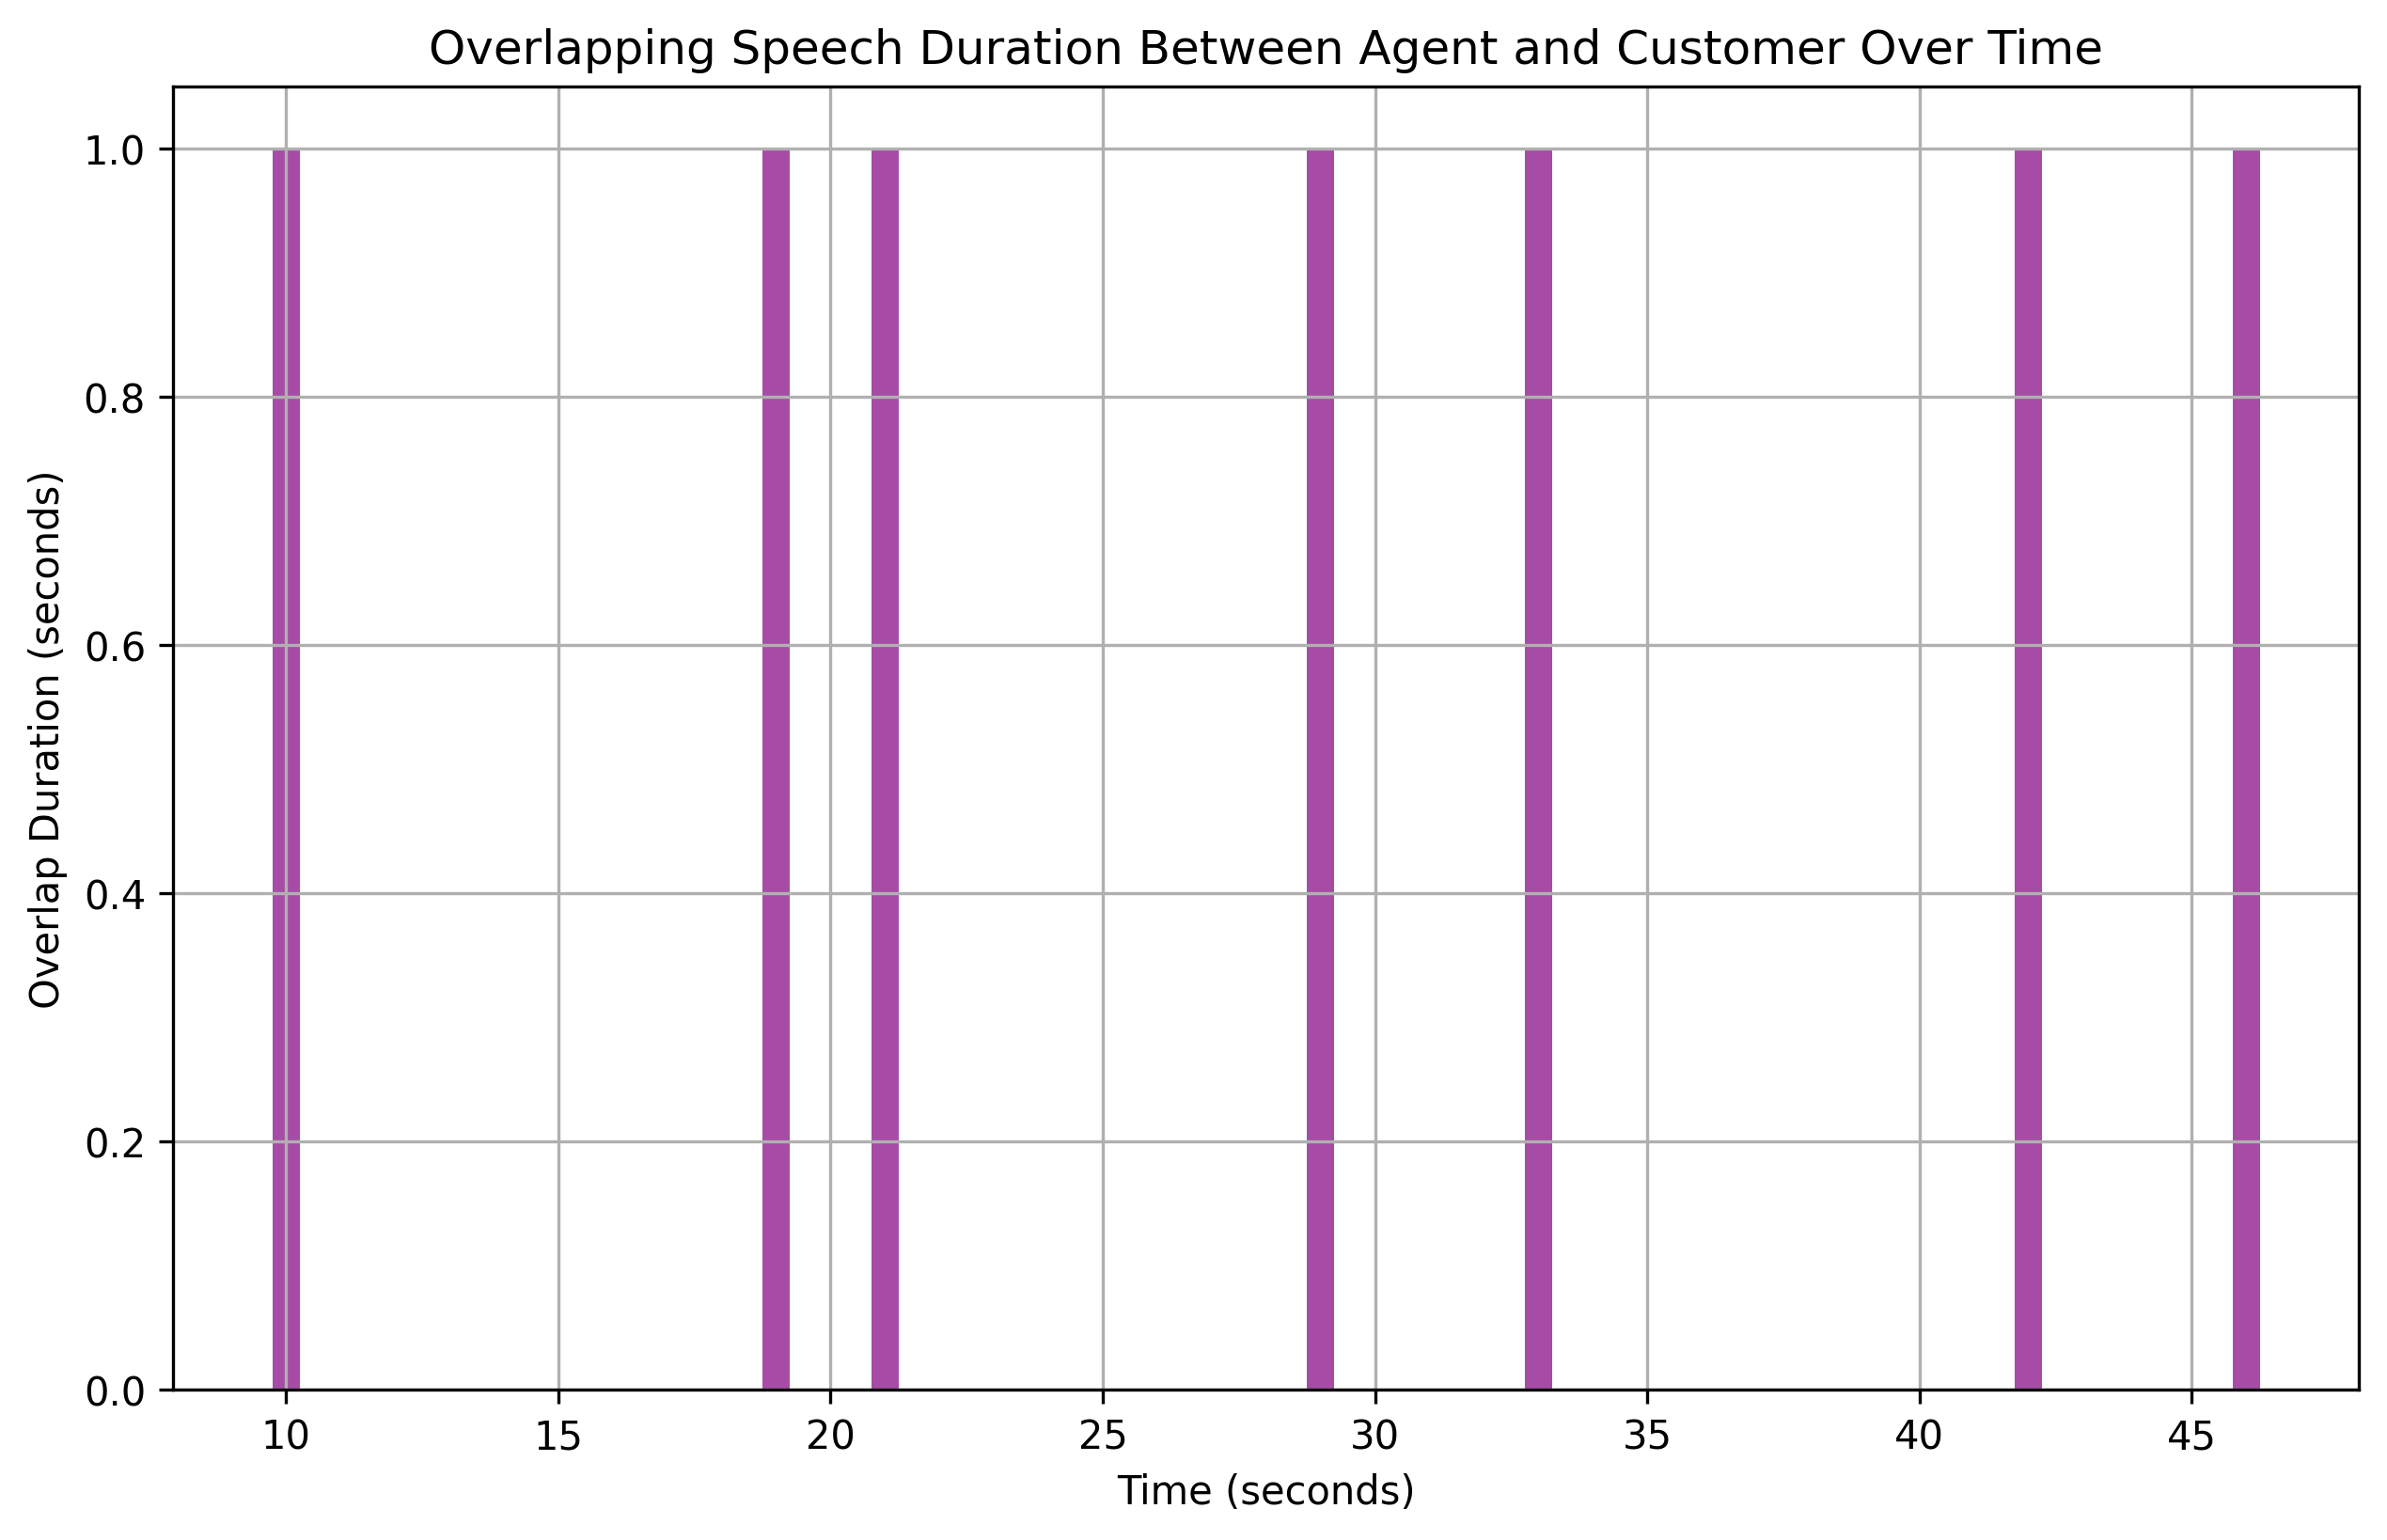 Overlapping Speech Duration Between Agent and Customer Over Time
Overlap Duration (seconds)
1.0
0.8
0.6
0.4
0.2
0.0
10 15 20 25 30 35 40 45
Time (seconds)